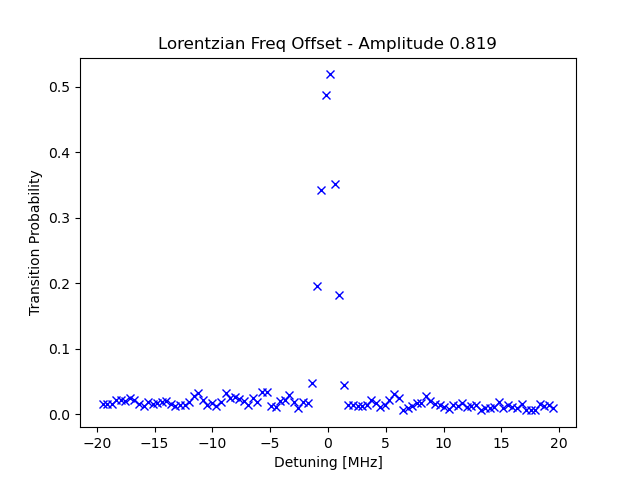 Lorentzian Freq Offset - Amplitude 0.819
Transition Probability
0.5
0.4
0.3
0.2
0.1
0.0
−20 −15 −10 −5 0 5 10 15 20
Detuning [MHz]